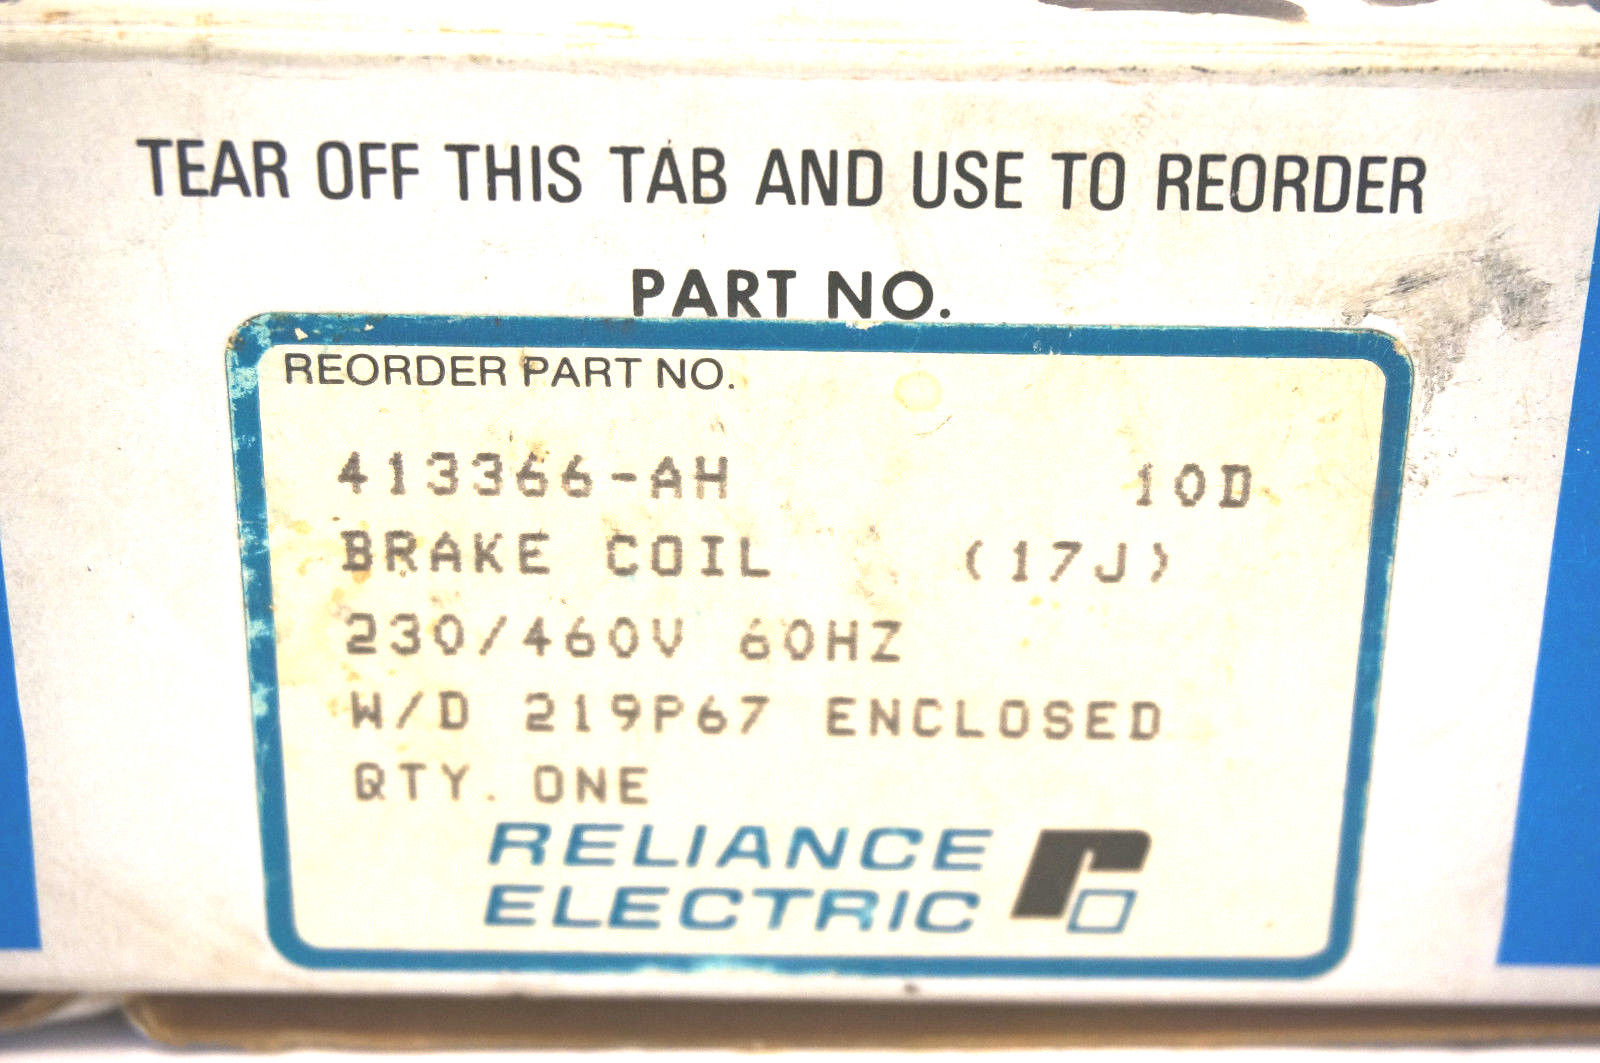 TEAR OFF THIS TAB AND USE TO REORDER
PART NO.
REORDER PART NO.
413366-AH 10D
BRAKE COIL (17J)
230/460V 60HZ
W/D 219P67 ENCLOSED
QTY. ONE
RELIANCE
ELECTRIC